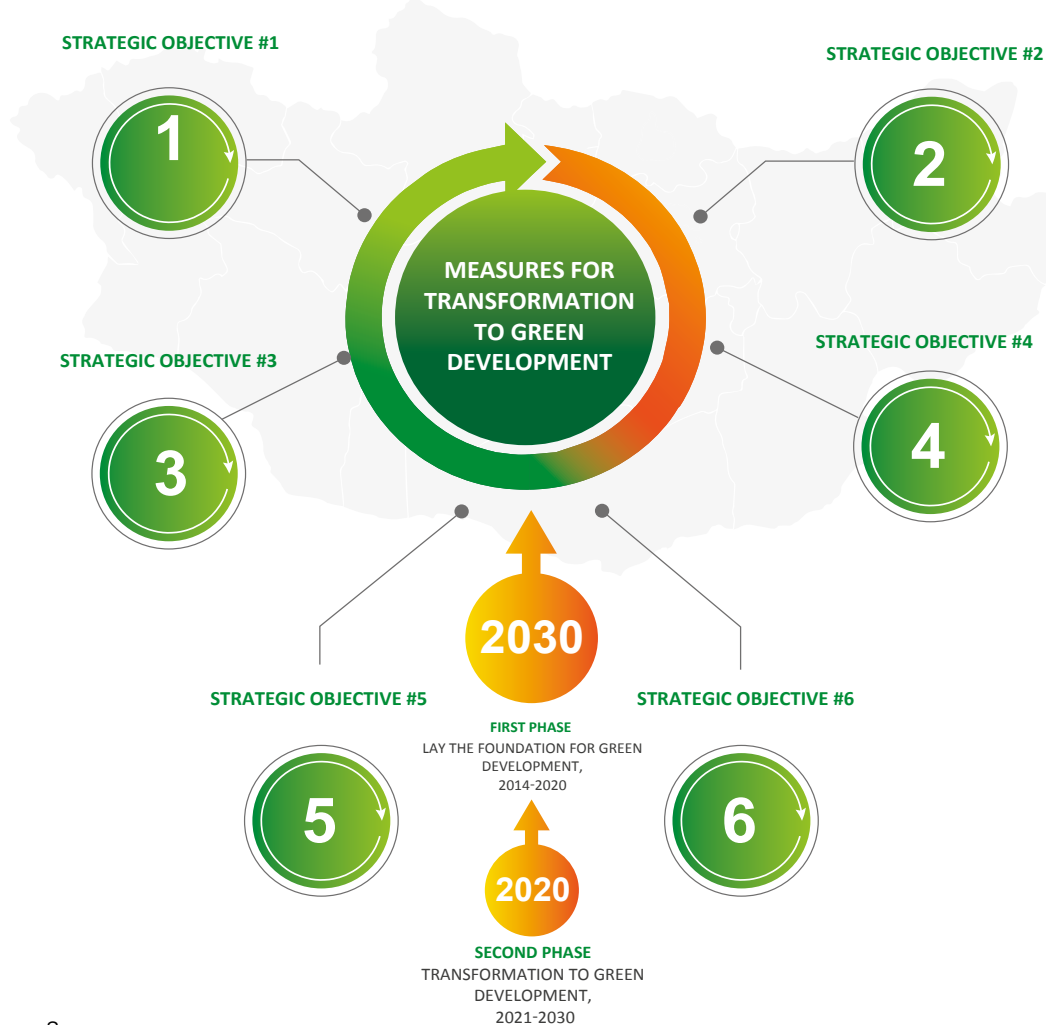 STRATEGIC OBJECTIVE #1
STRATEGIC OBJECTIVE #2
1
2
MEASURES FOR
TRANSFORMATION
TO GREEN
DEVELOPMENT
STRATEGIC OBJECTIVE #3
STRATEGIC OBJECTIVE #4
3
4
2030
STRATEGIC OBJECTIVE #5
STRATEGIC OBJECTIVE #6
FIRST PHASE
LAY THE FOUNDATION FOR GREEN
DEVELOPMENT,
2014-2020
5
6
2020
SECOND PHASE
TRANSFORMATION TO GREEN
DEVELOPMENT,
2021-2030